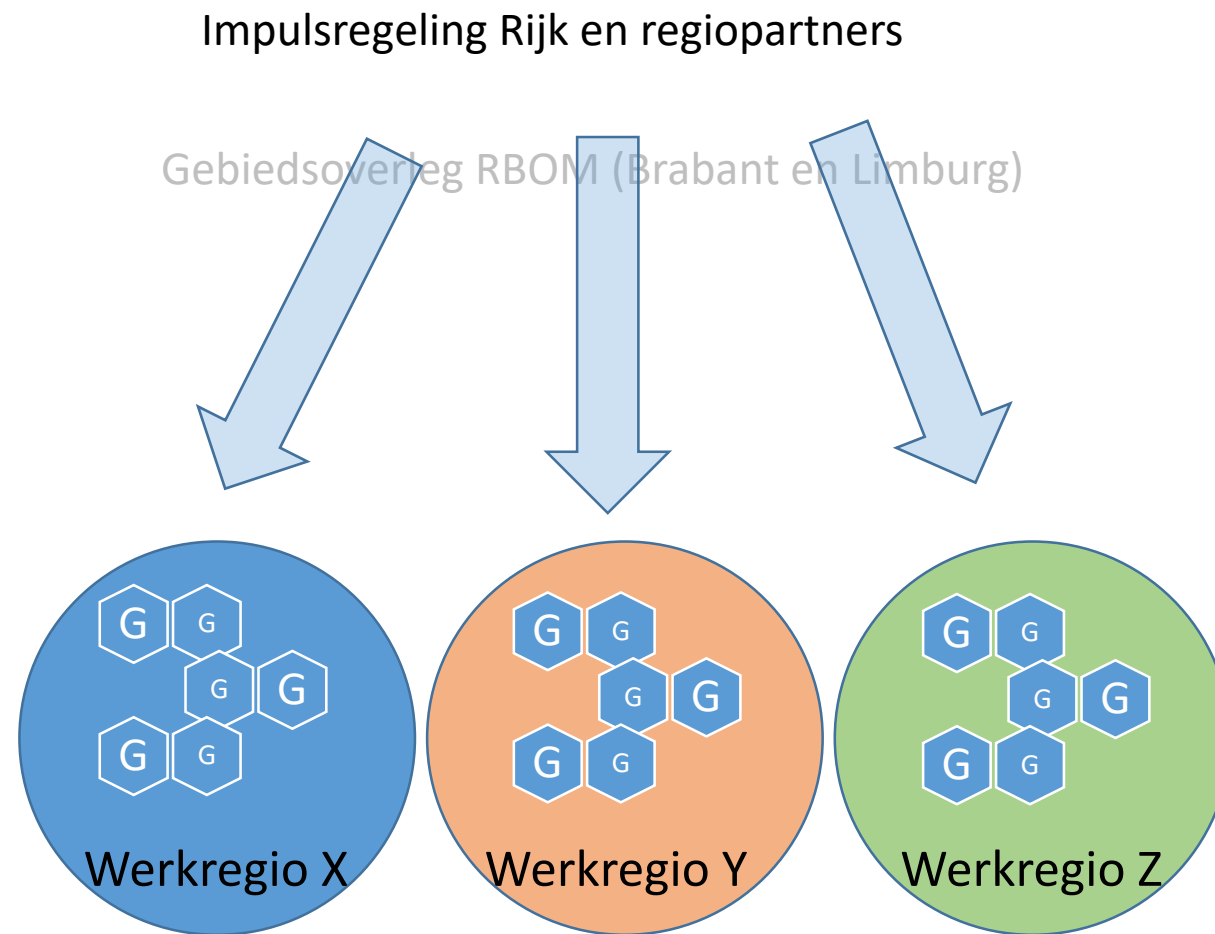 Impulsregeling Rijk en regiopartners
Gebiedsoverleg RBOM (Brabant en Limburg)
G G
G G
G G
Werkregio X
G G
G G
G G
Werkregio Y
G G
G G
G G
Werkregio Z